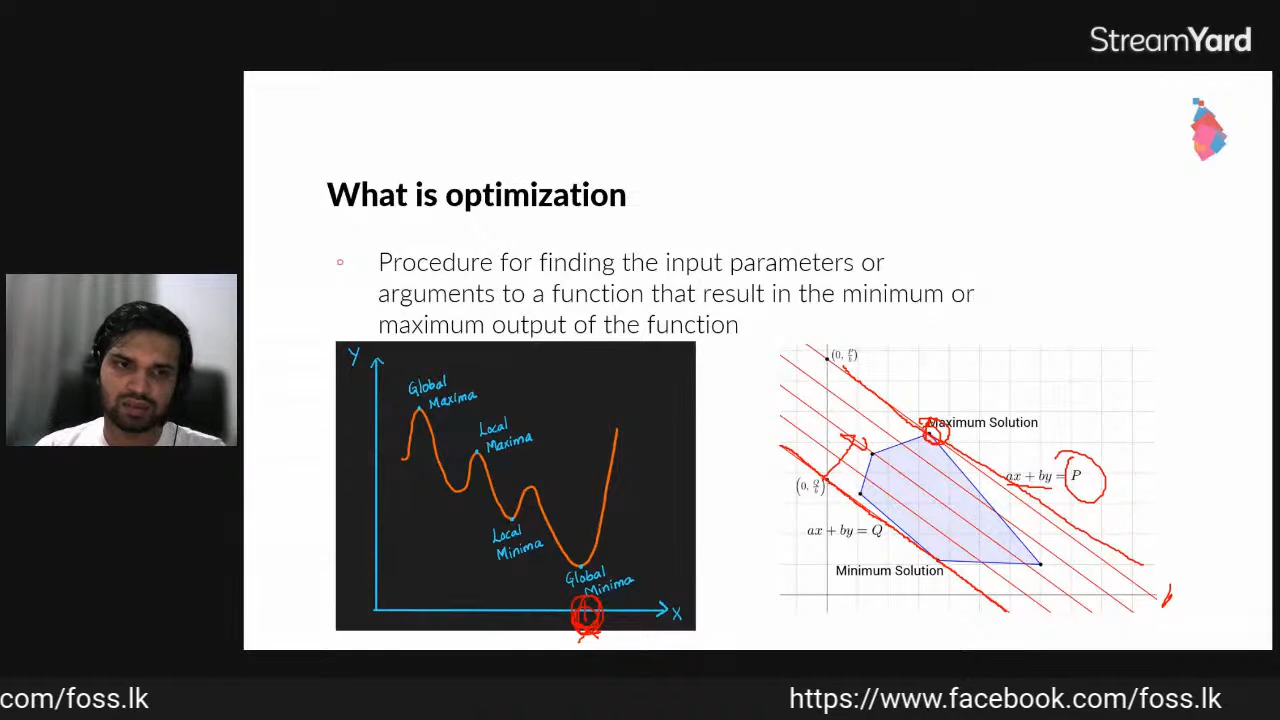 StreamYard
What is optimization
Procedure for finding the input parameters or
arguments to a function that result in the minimum or
maximum output of the function
Y
Global
Maxima
Local
Maxima
Local
Minima
Global
Minima
X
(0, P/b)
Maximum Solution
ax + by = P
(0, Q/b)
ax + by = Q
Minimum Solution
com/foss.lk
https://www.facebook.com/foss.lk